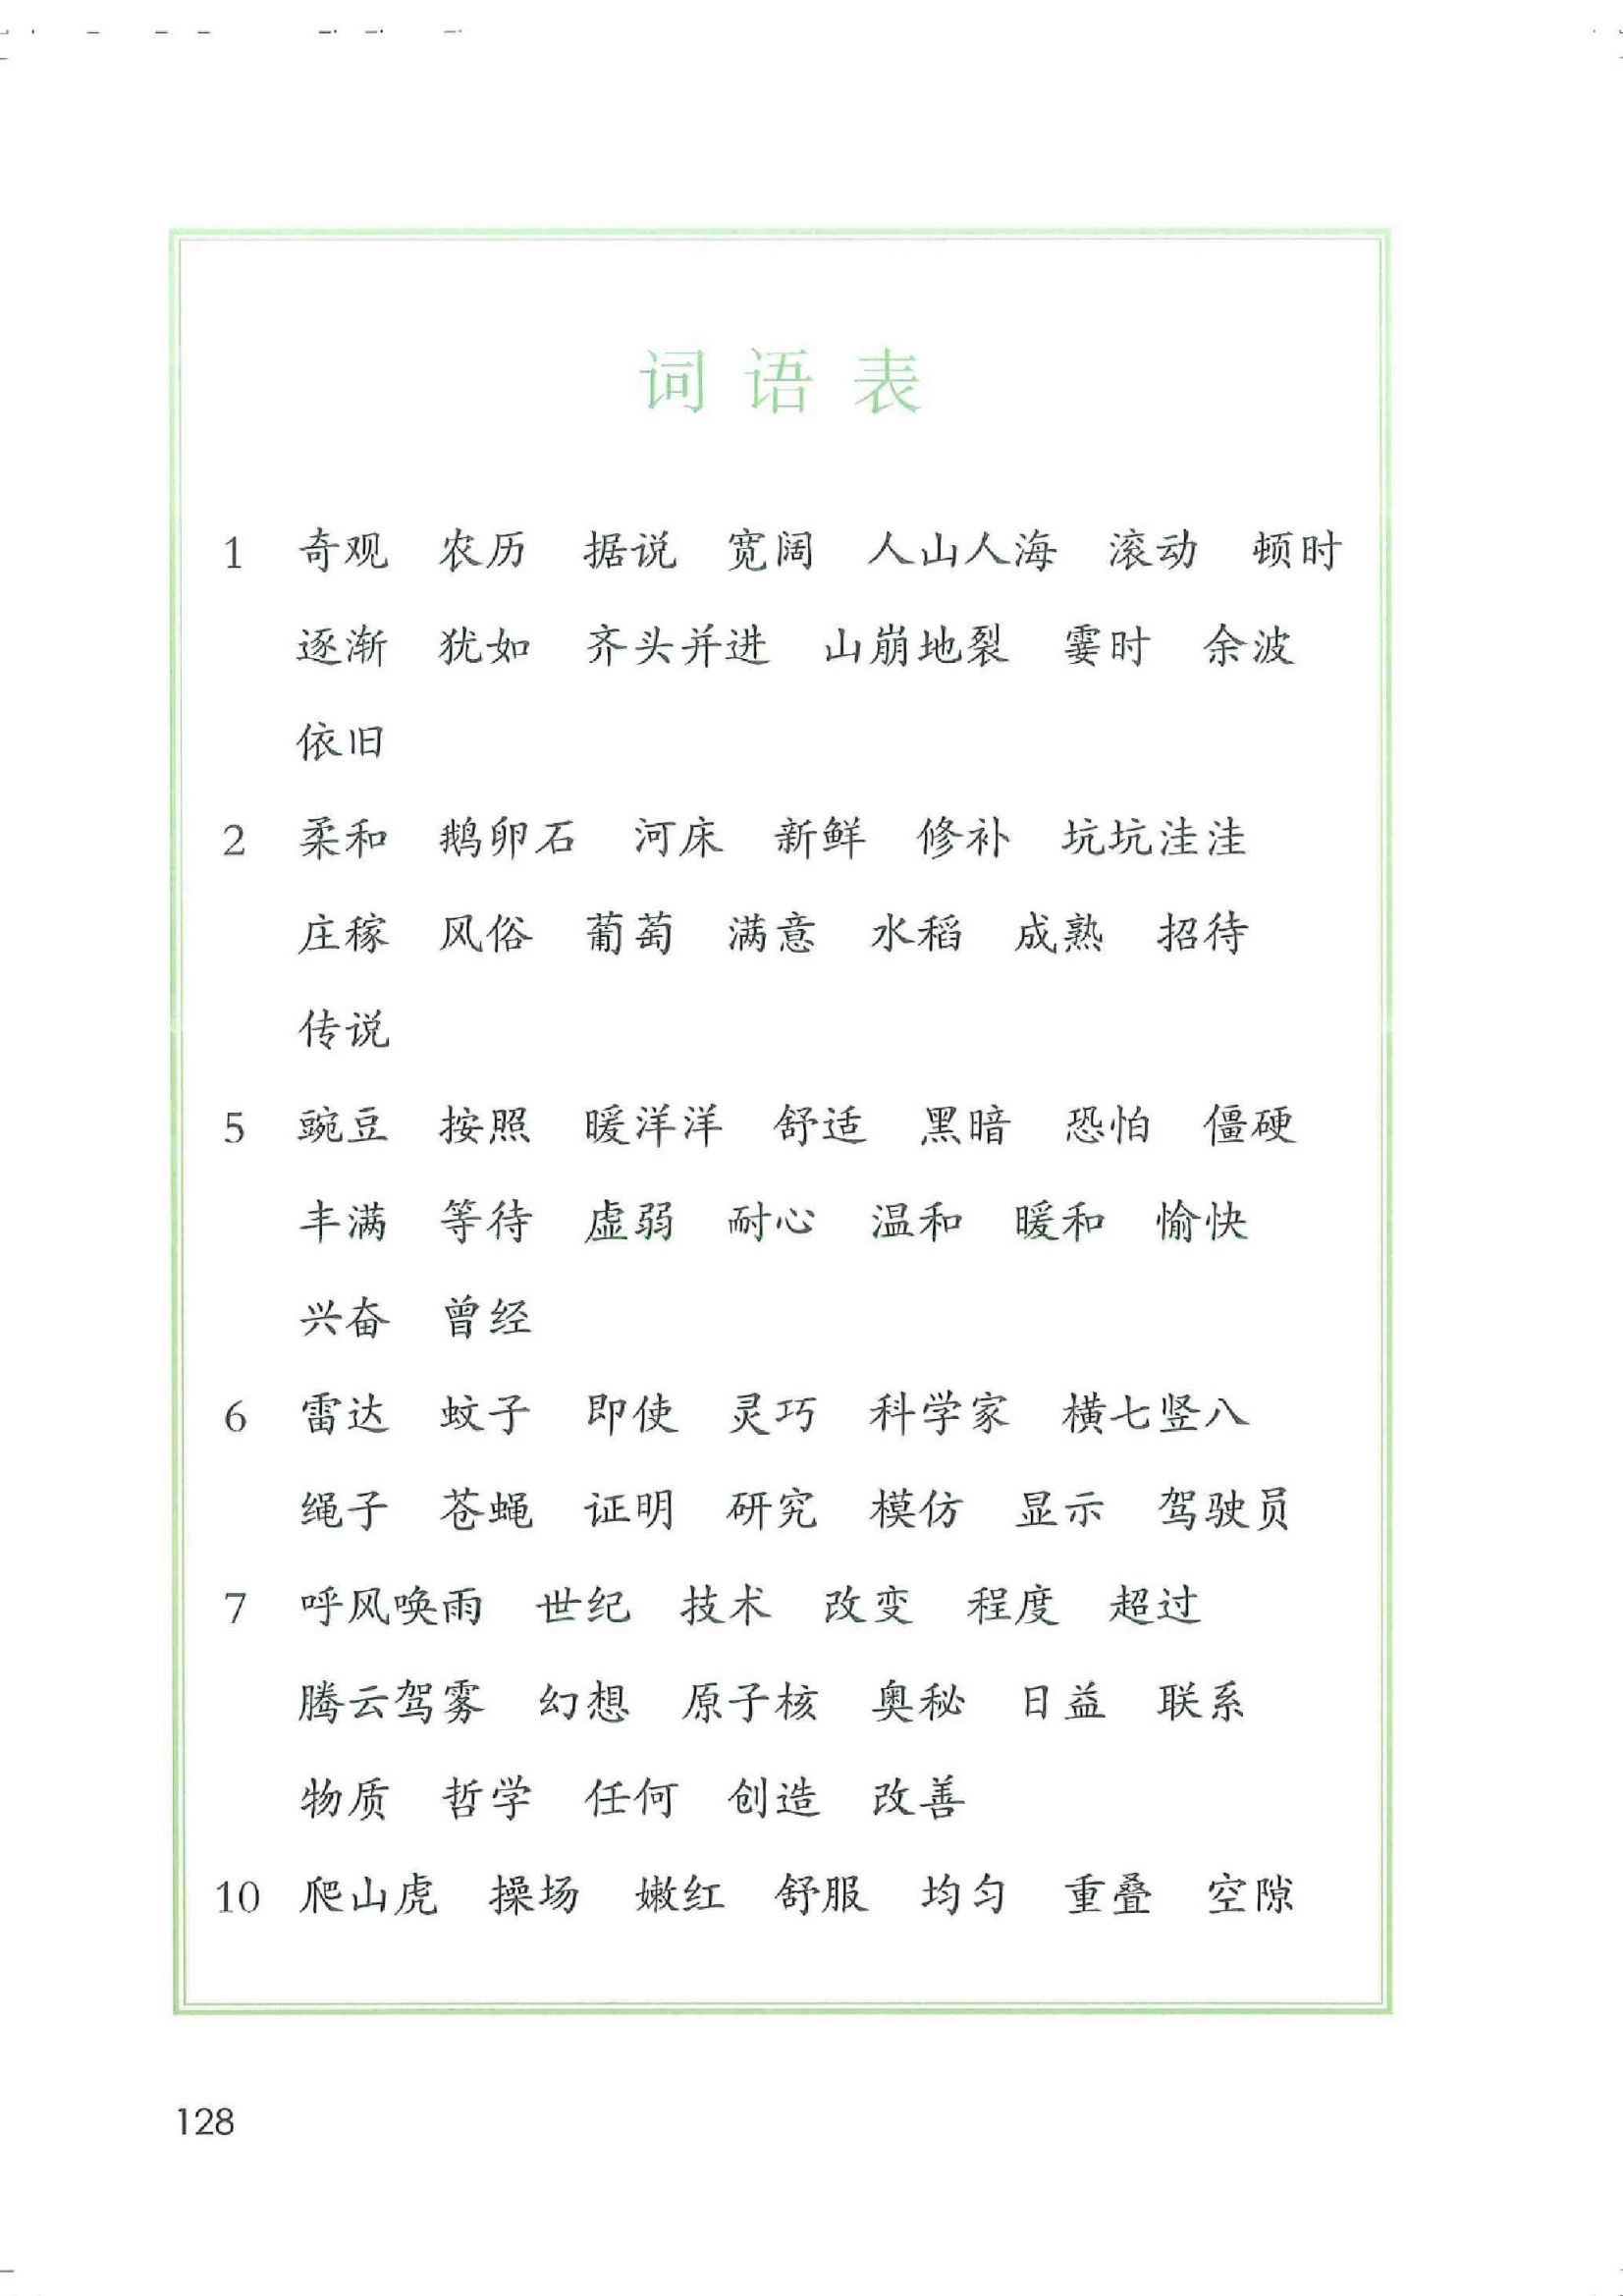 词语表
1 奇观 农历 据说 宽阔 人山人海 滚动 顿时
逐渐 犹如 齐头并进 山崩地裂 霎时 余波
依旧
2 柔和 鹅卵石 河床 新鲜 修补 坑坑洼洼
庄稼 风俗 葡萄 满意 水稻 成熟 招待
传说
5 豌豆 按照 暖洋洋 舒适 黑暗 恐怕 僵硬
丰满 等待 虚弱 耐心 温和 暖和 愉快
兴奋 曾经
6 雷达 蚊子 即使 灵巧 科学家 横七竖八
绳子 苍蝇 证明 研究 模仿 显示 驾驶员
7 呼风唤雨 世纪 技术 改变 程度 超过
腾云驾雾 幻想 原子核 奥秘 日益 联系
物质 哲学 任何 创造 改善
10 爬山虎 操场 嫩红 舒服 均匀 重叠 空隙
128